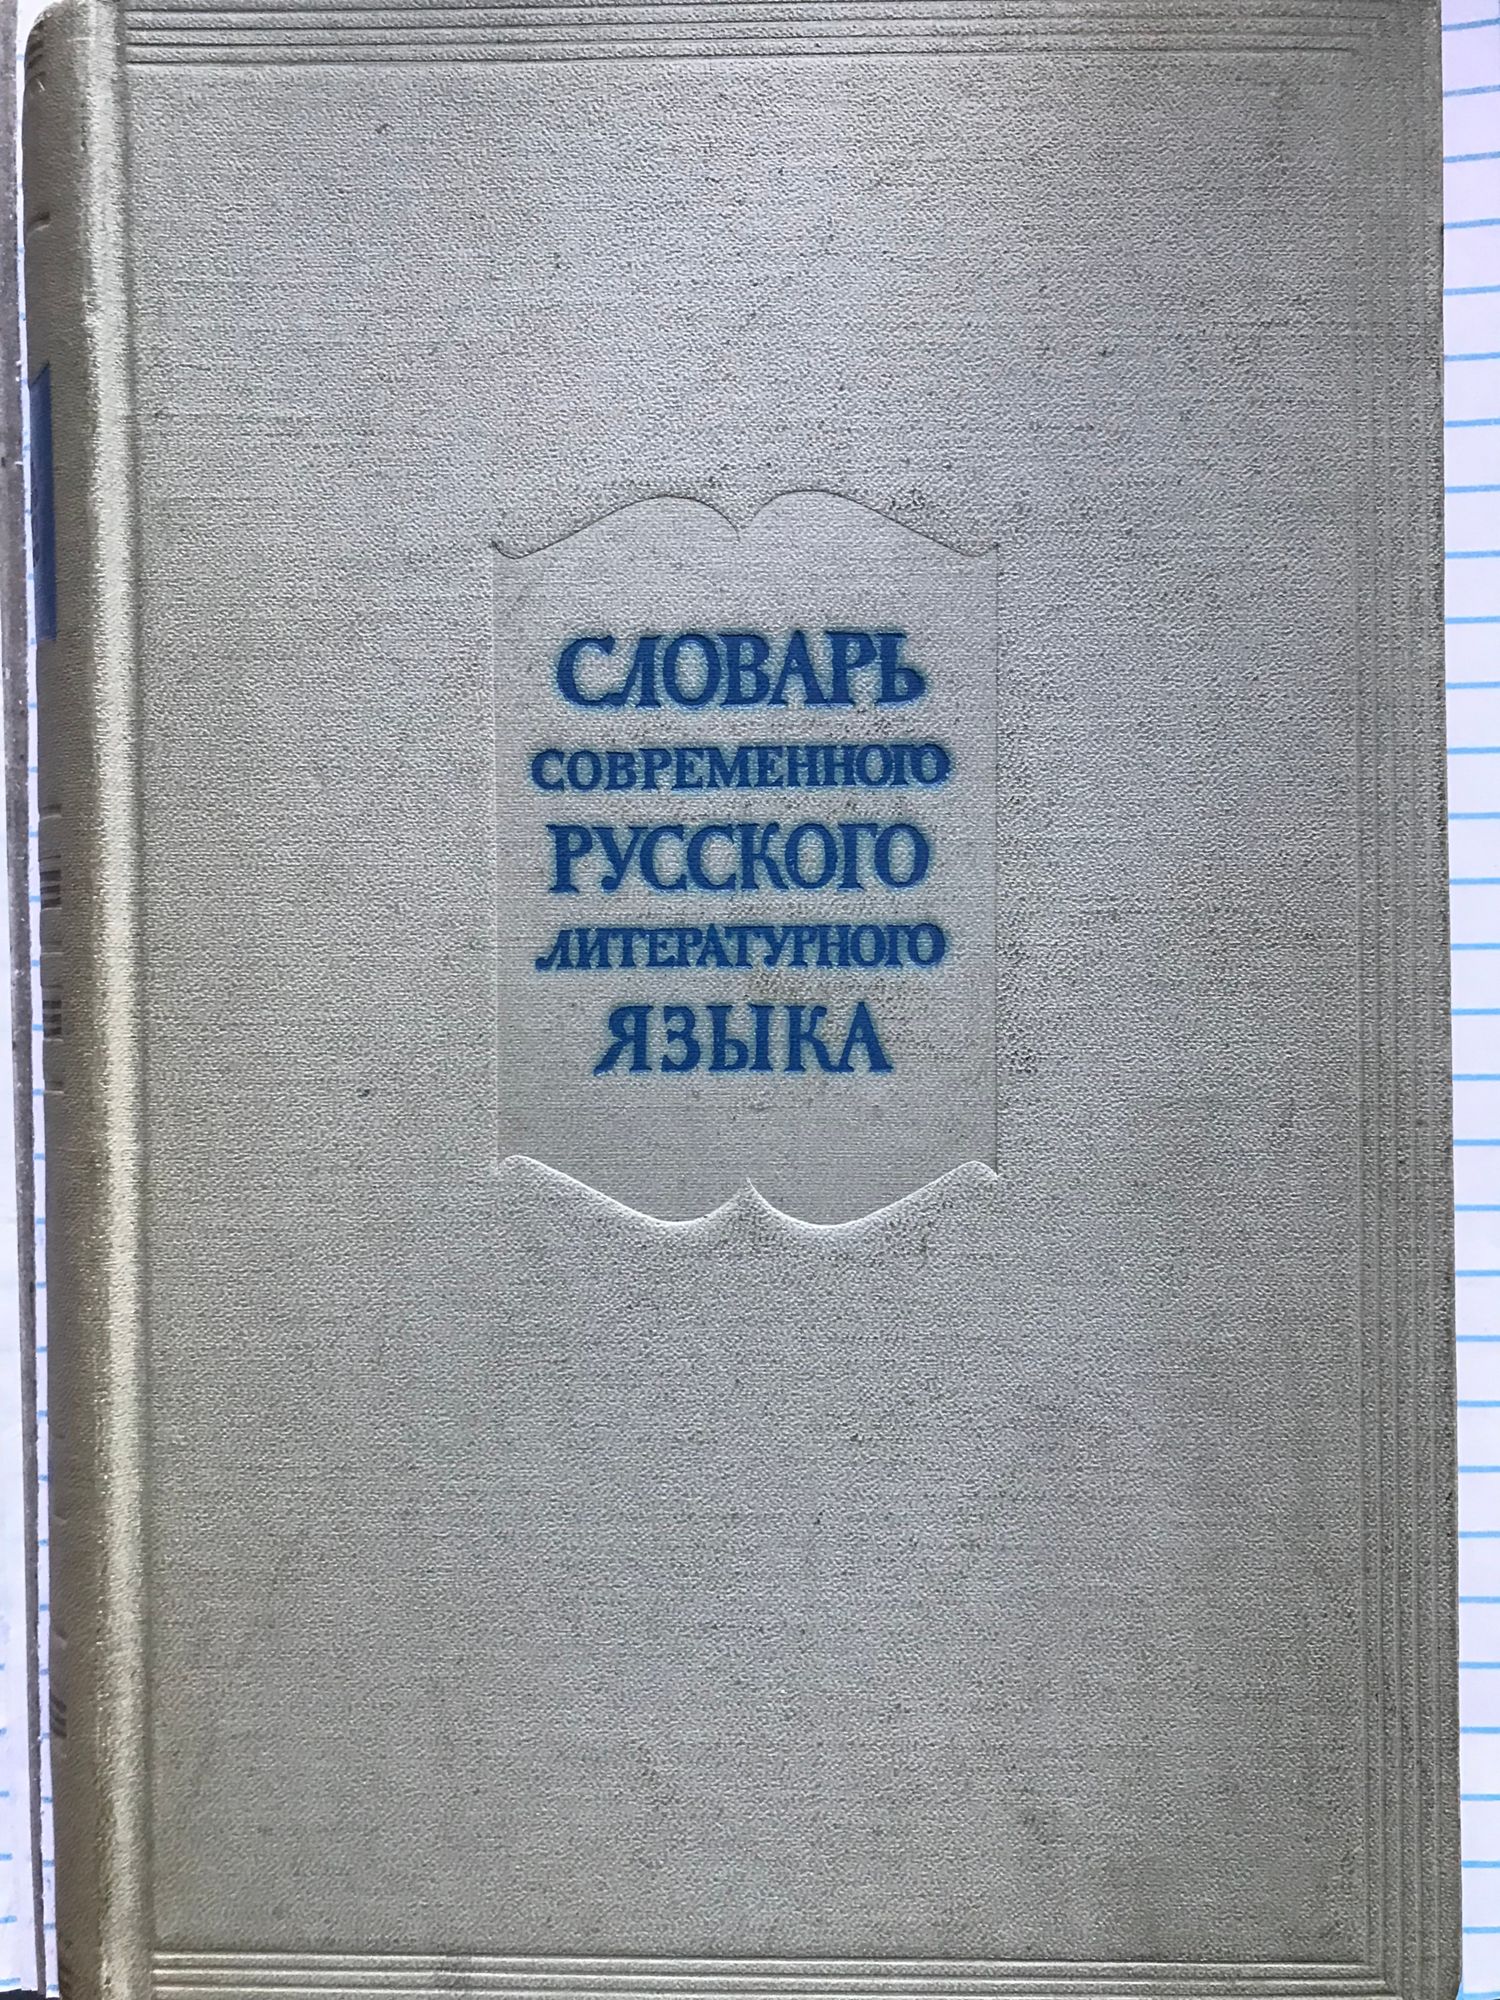 СЛОВАРЬ
СОВРЕМЕННОГО
РУССКОГО
ЛИТЕРАТУРНОГО
ЯЗЫКА